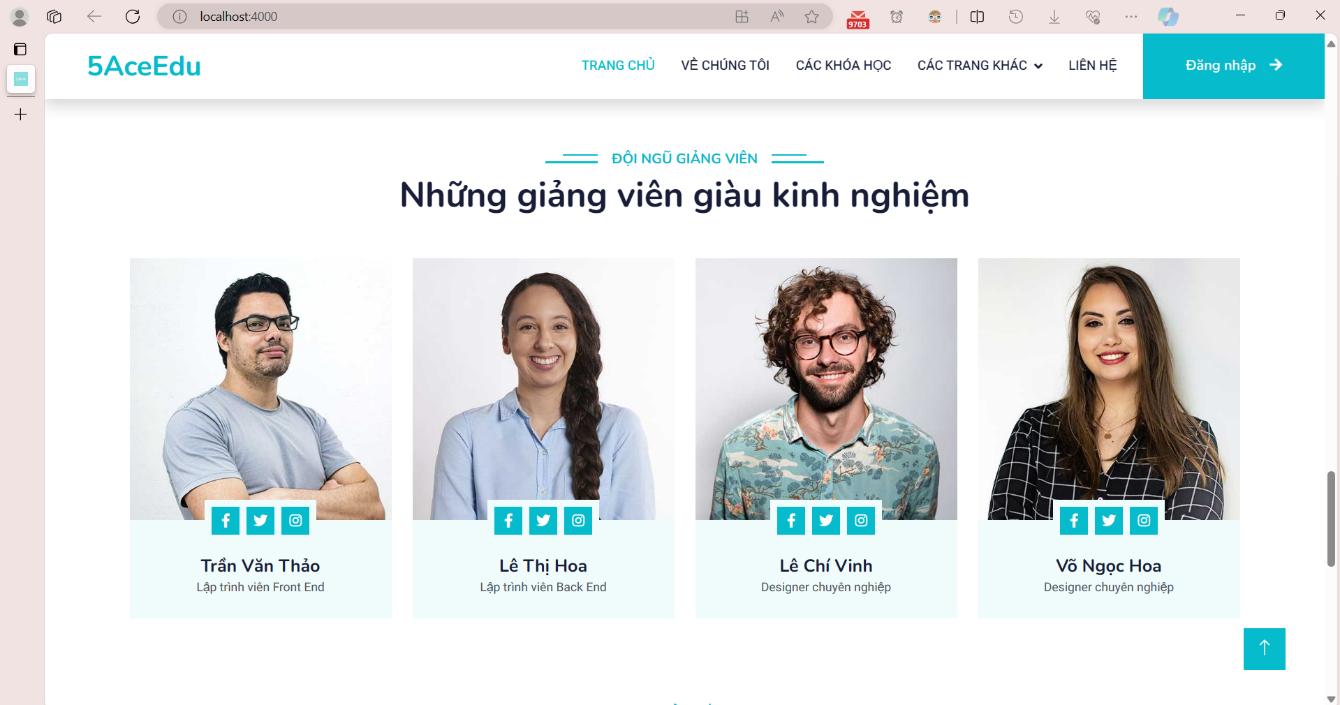 localhost:4000
9703
5AceEdu
TRANG CHỦ VỀ CHÚNG TÔI CÁC KHÓA HỌC CÁC TRANG KHÁC LIÊN HỆ Đăng nhập
ĐỘI NGŨ GIẢNG VIÊN
Những giảng viên giàu kinh nghiệm
Trần Văn Thảo
Lập trình viên Front End
Lê Thị Hoa
Lập trình viên Back End
Lê Chí Vinh
Designer chuyên nghiệp
Võ Ngọc Hoa
Designer chuyên nghiệp